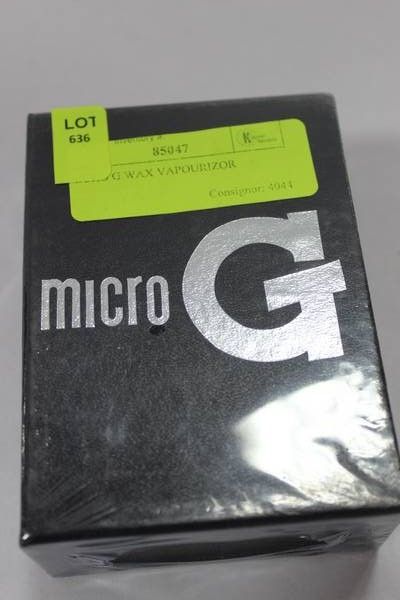 LOT
636
85047
G WAX VAPOURIZOR
Consignor: 4044
micro G